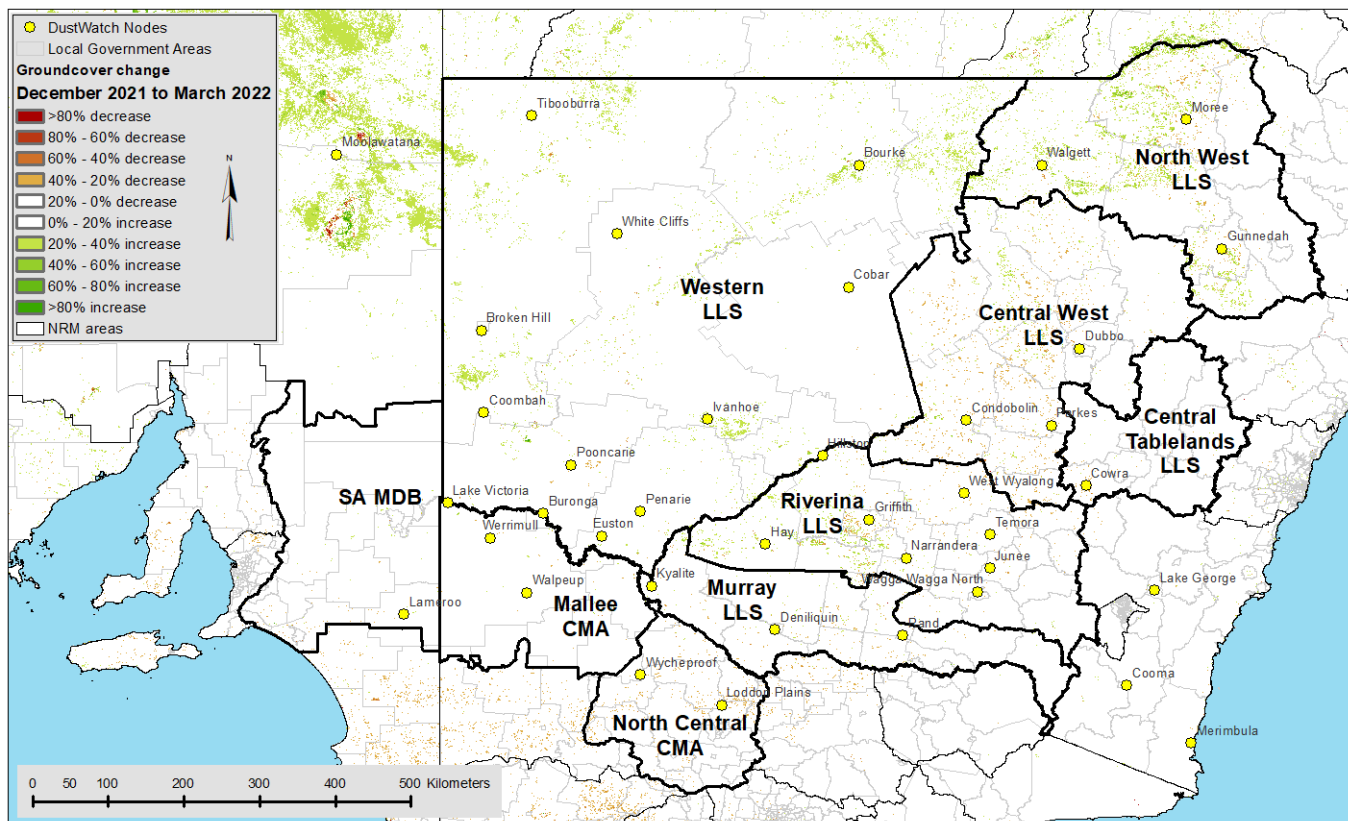 DustWatch Nodes
Local Government Areas
Groundcover change
December 2021 to March 2022
>80% decrease
80% - 60% decrease
60% - 40% decrease
40% - 20% decrease
20% - 0% decrease
0% - 20% increase
20% - 40% increase
40% - 60% increase
60% - 80% increase
>80% increase
NRM areas
N
Tibooburra
Moolawatana
Bourke
Walgett
Moree
North West
LLS
White Cliffs
Gunnedah
Cobar
Western
LLS
Central West
LLS
Broken Hill
Dubbo
Coombah
Ivanhoe
Condobolin
Parkes
Central
Tablelands
LLS
Hillston
Pooncarie
Cowra
SA MDB
Lake Victoria
Buronga
Penarie
Riverina
LLS
West Wyalong
Griffith
Werrimull
Euston
Hay
Temora
Narrandera
Junee
Wagga Wagga North
Walpeup
Kyalite
Murray
LLS
Lake George
Mallee
CMA
Lameroo
Deniliquin
Rand
Wycheproof
Cooma
Loddon Plains
North Central
CMA
Merimbula
0 100 200 300 400 500 Kilometers